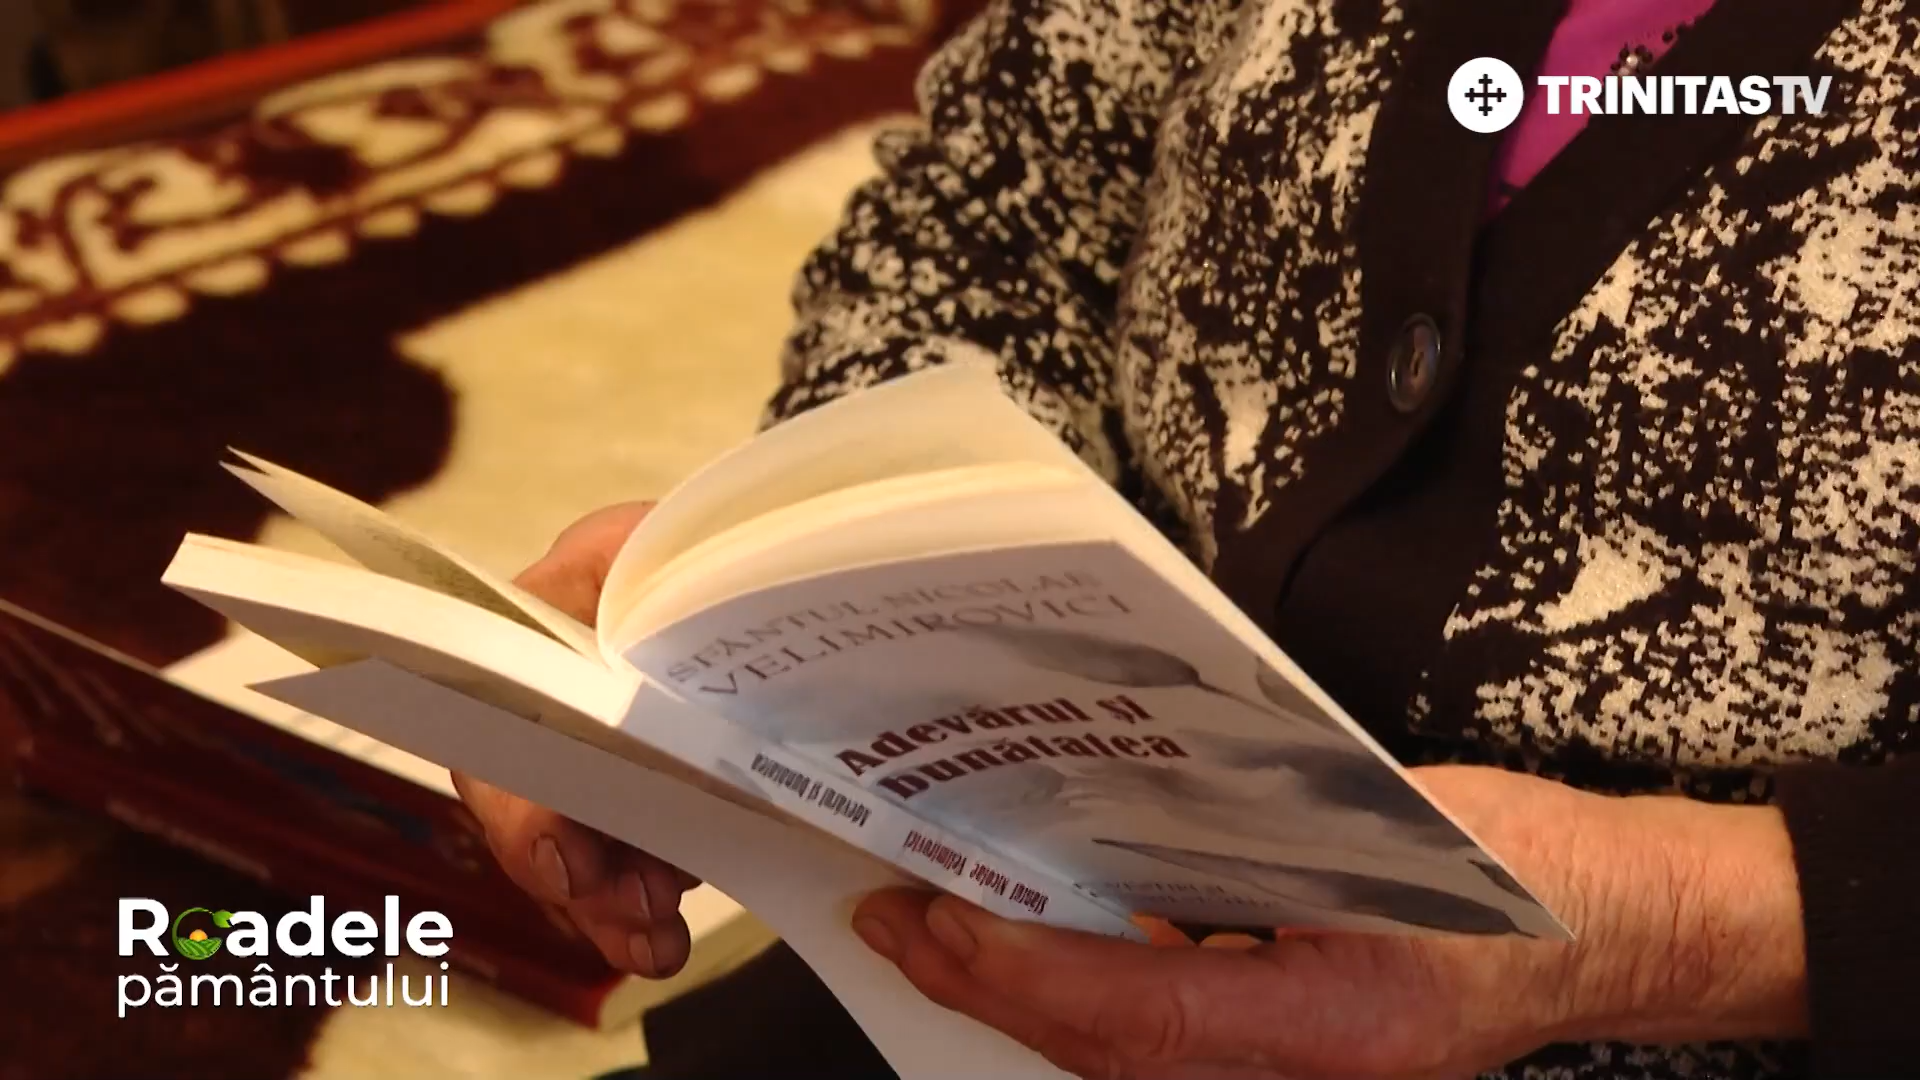 TRINITASTV
SFÂNTUL NICOLAE
VELIMIROVICI
Adevărul și
bunătatea
Adevărul și bunătatea
Sfântul Nicolae Velimirovici
Roadele
pământului